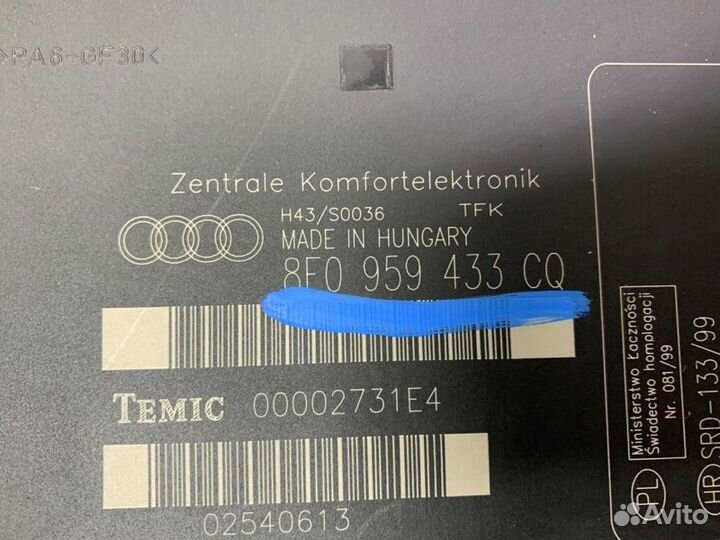 >PA6-GF30<
Zentrale Komfortelektronik
H43/S0036 TFK
MADE IN HUNGARY
8E0 959 433 CQ
TEMIC 00002731E4
02540613
Ministerstwo Łączności
Świadectwo homologacji
Nr. 081/99
PL
HR SRD-133/99
Avito